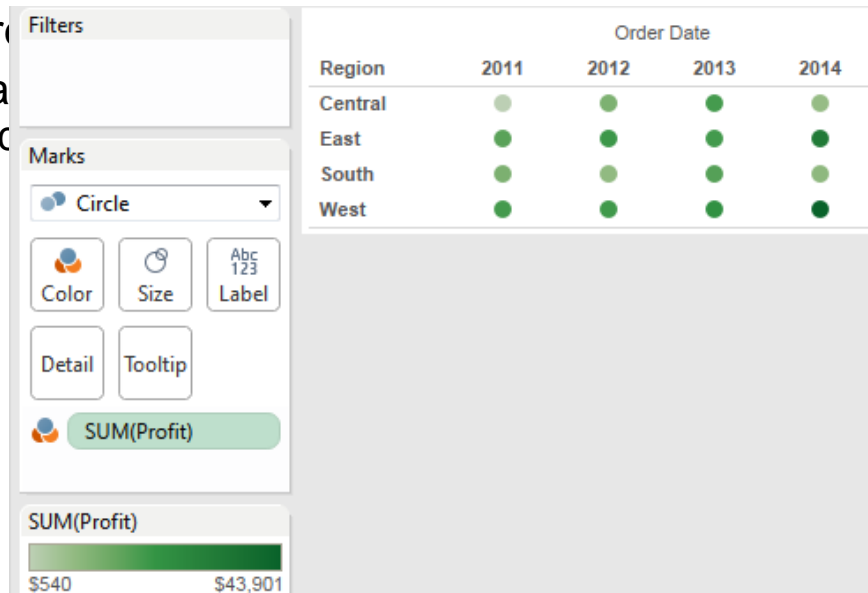 Filters
Marks
Circle
Color
Size
Abc
123
Label
Detail
Tooltip
SUM(Profit)
SUM(Profit)
$540 $43,901
Order Date
Region 2011 2012 2013 2014
Central
East
South
West